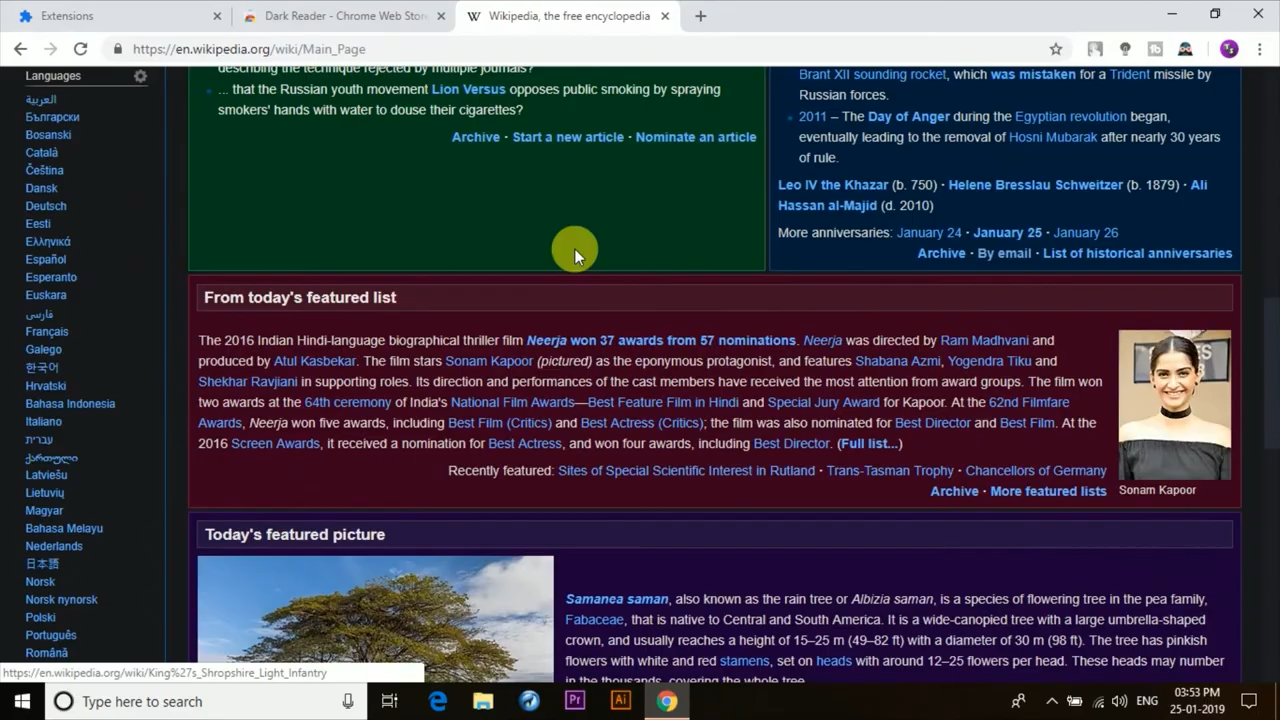 Extensions
Dark Reader - Chrome Web Stor
Wikipedia, the free encyclopedia
https://en.wikipedia.org/wiki/Main_Page
Languages
العربية
Български
Bosanski
Català
Čeština
Dansk
Deutsch
Eesti
Ελληνικά
Español
Esperanto
Euskara
فارسی
Français
Galego
한국어
Hrvatski
Bahasa Indonesia
Italiano
עברית
ქართული
Latviešu
Lietuvių
Magyar
Bahasa Melayu
Nederlands
日本語
Norsk
Norsk nynorsk
Polski
Português
Română
describing the technique rejected by multiple journals?
... that the Russian youth movement Lion Versus opposes public smoking by spraying
smokers' hands with water to douse their cigarettes?
Archive · Start a new article · Nominate an article
Brant XII sounding rocket, which was mistaken for a Trident missile by
Russian forces.
2011 – The Day of Anger during the Egyptian revolution began,
eventually leading to the removal of Hosni Mubarak after nearly 30 years
of rule.
Leo IV the Khazar (b. 750) · Helene Bresslau Schweitzer (b. 1879) · Ali
Hassan al-Majid (d. 2010)
More anniversaries: January 24 · January 25 · January 26
Archive · By email · List of historical anniversaries
From today's featured list
The 2016 Indian Hindi-language biographical thriller film Neerja won 37 awards from 57 nominations. Neerja was directed by Ram Madhvani and
produced by Atul Kasbekar. The film stars Sonam Kapoor (pictured) as the eponymous protagonist, and features Shabana Azmi, Yogendra Tiku and
Shekhar Ravjiani in supporting roles. Its direction and performances of the cast members have received the most attention from award groups. The film won
two awards at the 64th ceremony of India's National Film Awards—Best Feature Film in Hindi and Special Jury Award for Kapoor. At the 62nd Filmfare
Awards, Neerja won five awards, including Best Film (Critics) and Best Actress (Critics); the film was also nominated for Best Director and Best Film. At the
2016 Screen Awards, it received a nomination for Best Actress, and won four awards, including Best Director. (Full list...)
Recently featured: Sites of Special Scientific Interest in Rutland · Trans-Tasman Trophy · Chancellors of Germany
Archive · More featured lists
Sonam Kapoor
Today's featured picture
Samanea saman, also known as the rain tree or Albizia saman, is a species of flowering tree in the pea family,
Fabaceae, that is native to Central and South America. It is a wide-canopied tree with a large umbrella-shaped
crown, and usually reaches a height of 15–25 m (49–82 ft) with a diameter of 30 m (98 ft). The tree has pinkish
flowers with white and red stamens, set on heads with around 12–25 flowers per head. These heads may number
in the thousands, covering the whole tree.
https://en.wikipedia.org/wiki/King%27s_Shropshire_Light_Infantry
Type here to search
Pr
Ai
ENG
03:53 PM
25-01-2019